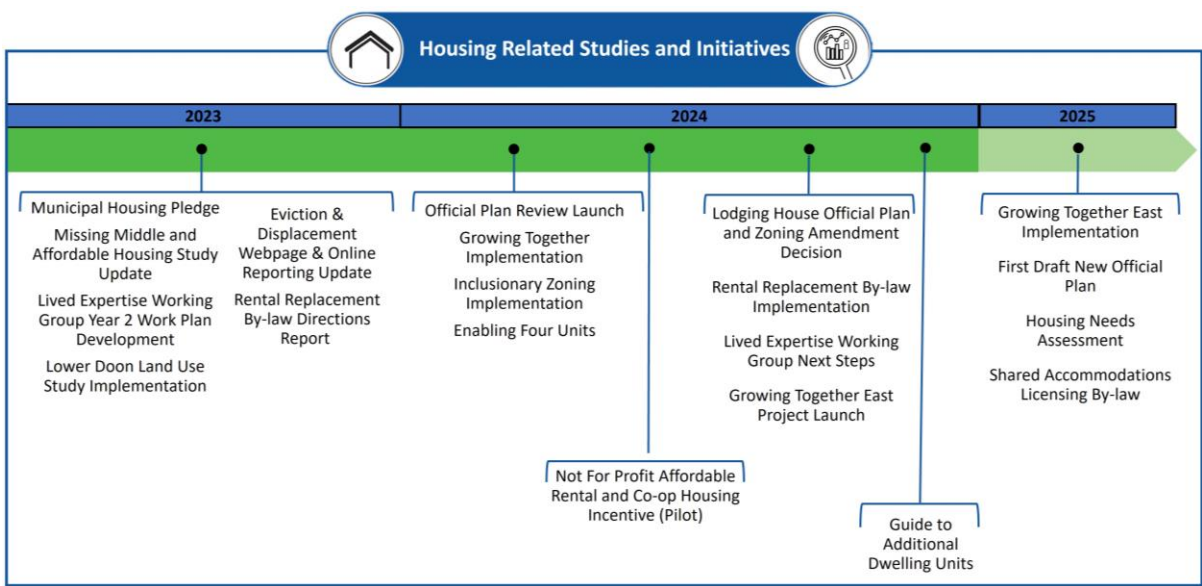 Housing Related Studies and Initiatives
2023
2024
2025
Municipal Housing Pledge
Missing Middle and
Affordable Housing Study
Update
Lived Expertise Working
Group Year 2 Work Plan
Development
Lower Doon Land Use
Study Implementation
Eviction &
Displacement
Webpage & Online
Reporting Update
Rental Replacement
By-law Directions
Report
Official Plan Review Launch
Growing Together
Implementation
Inclusionary Zoning
Implementation
Enabling Four Units
Not For Profit Affordable
Rental and Co-op Housing
Incentive (Pilot)
Lodging House Official Plan
and Zoning Amendment
Decision
Rental Replacement By-law
Implementation
Lived Expertise Working
Group Next Steps
Growing Together East
Project Launch
Guide to
Additional
Dwelling Units
Growing Together East
Implementation
First Draft New Official
Plan
Housing Needs
Assessment
Shared Accommodations
Licensing By-law